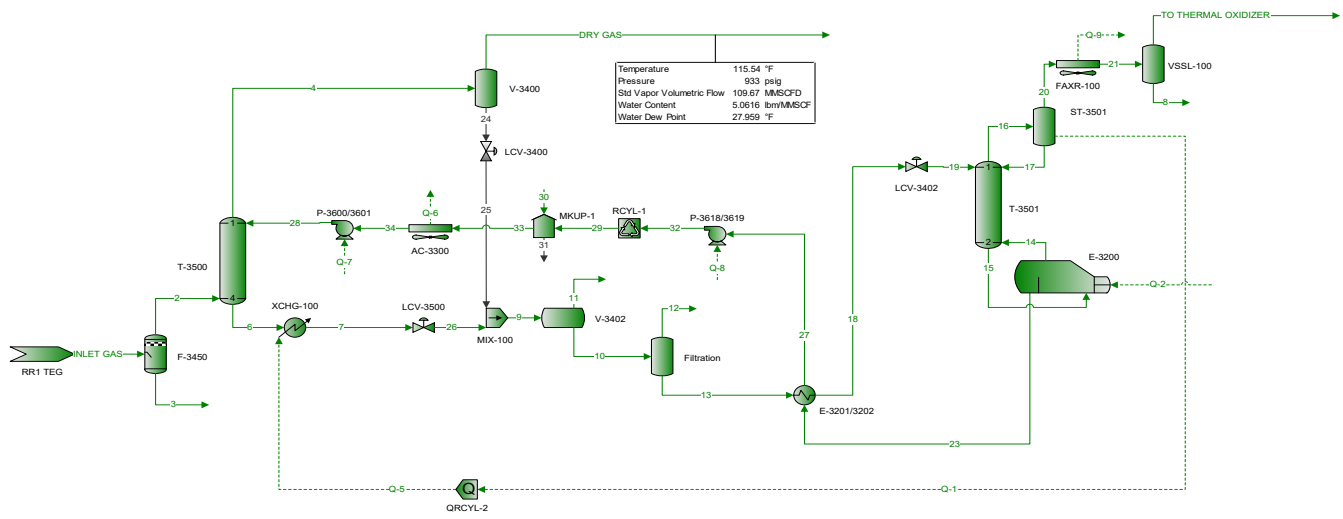 TO THERMAL OXIDIZER
Q-9
DRY GAS
21
VSSL-100
FAXR-100
Temperature 115.54 °F
Pressure 933 psig
Std Vapor Volumetric Flow 109.67 MMSCFD
Water Content 5.0616 lbm/MMSCF
Water Dew Point 27.959 °F
4
V-3400
20
8
ST-3501
24
16
LCV-3400
19
17
1
LCV-3402
T-3501
30
25
Q-6
MKUP-1
RCYL-1
P-3618/3619
P-3600/3601
1
28
34
33
29
32
2
14
AC-3300
31
E-3200
Q-7
Q-8
15
T-3500
Q-2
2
4
XCHG-100
11
LCV-3500
12
18
27
6
7
26
9
V-3402
MIX-100
INLET GAS
F-3450
10
Filtration
RR1 TEG
13
3
E-3201/3202
23
Q-5
Q
Q-1
QRCYL-2